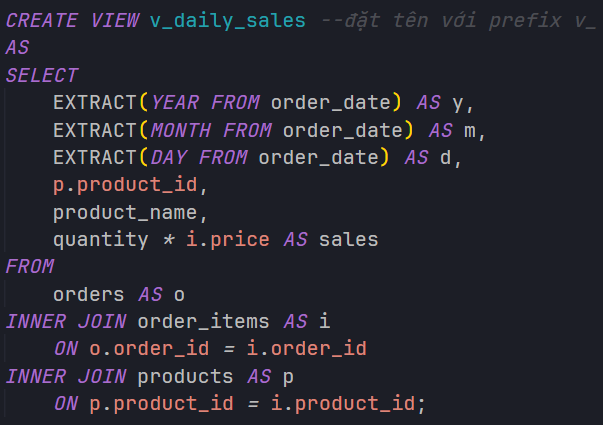 CREATE VIEW v_daily_sales --đặt tên với prefix v_
AS
SELECT
    EXTRACT(YEAR FROM order_date) AS y,
    EXTRACT(MONTH FROM order_date) AS m,
    EXTRACT(DAY FROM order_date) AS d,
    p.product_id,
    product_name,
    quantity * i.price AS sales
FROM
    orders AS o
INNER JOIN order_items AS i
    ON o.order_id = i.order_id
INNER JOIN products AS p
    ON p.product_id = i.product_id;